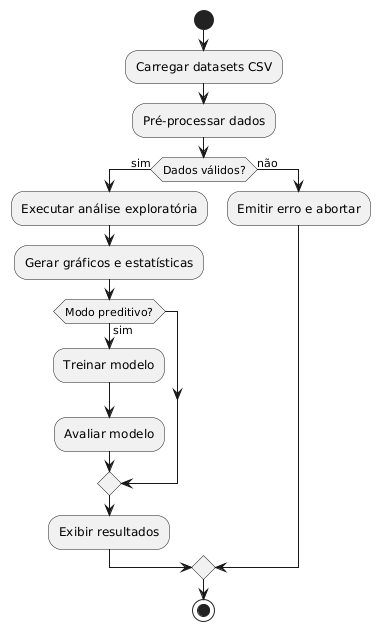 Carregar datasets CSV
Pré-processar dados
sim
Dados válidos?
não
Executar análise exploratória
Emitir erro e abortar
Gerar gráficos e estatísticas
Modo preditivo?
sim
Treinar modelo
Avaliar modelo
Exibir resultados